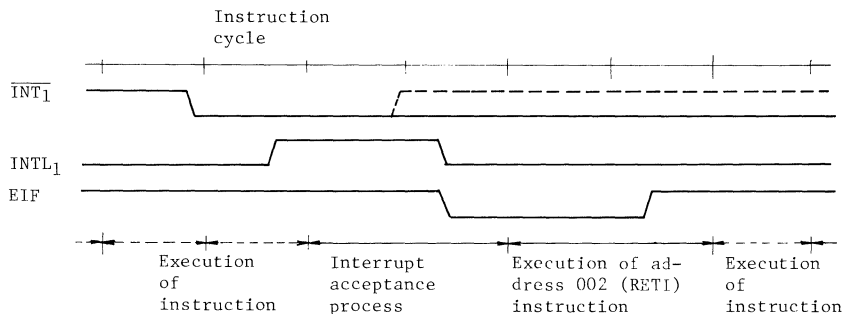 Instruction
cycle
INT1
INTL1
EIF
Execution
of
instruction
Interrupt
acceptance
process
Execution of ad-
dress 002 (RETI)
instruction
Execution
of
instruction